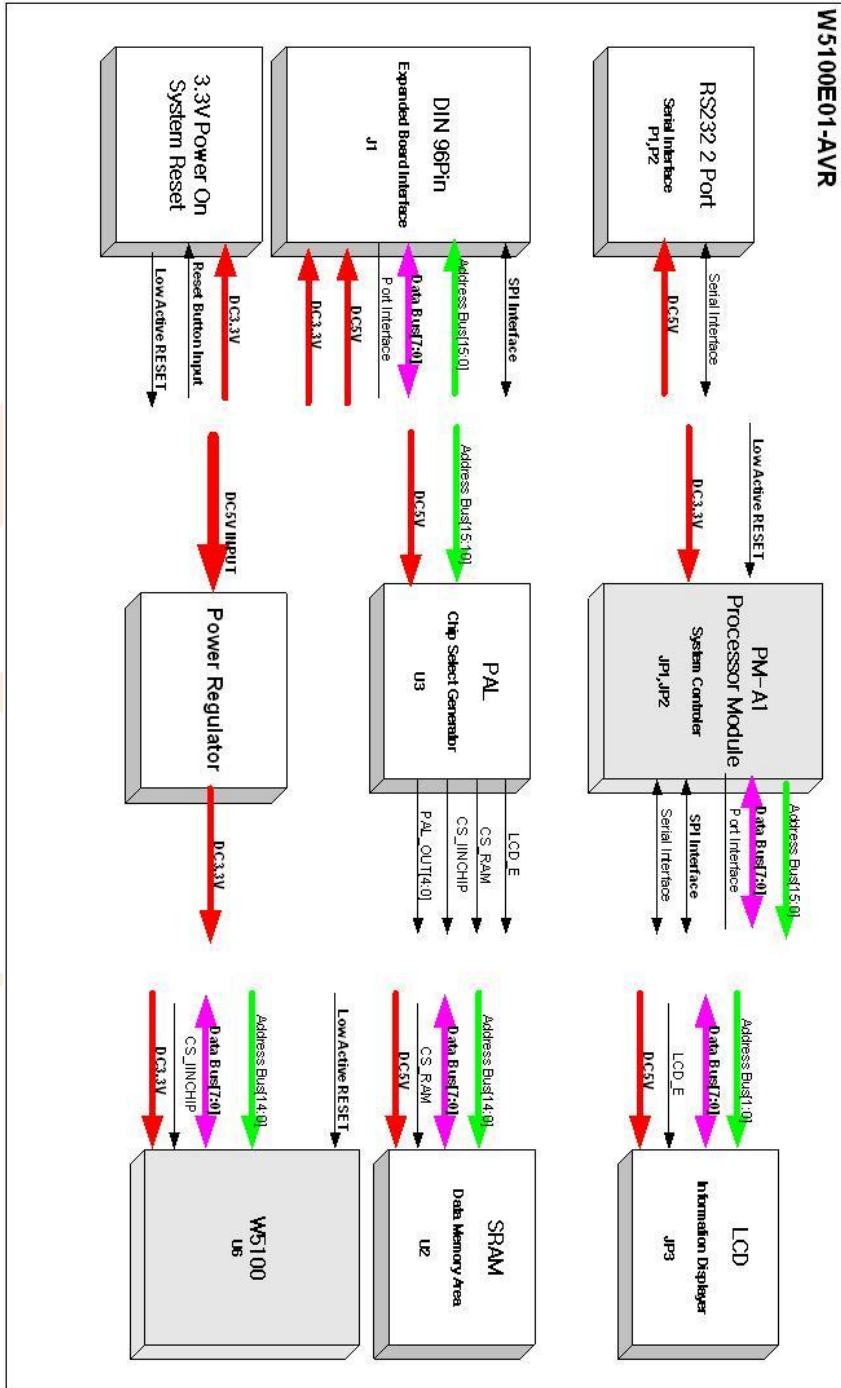 W5100E01-AVR
RS232 2 Port
Serial Interface
P1,P2
Serial Interface
DC5V
Low Active RESET
DC3.3V
PM-A1
Processor Module
System Controler
JP1,JP2
Address Bus[15:0]
Data Bus[7:0]
Port Interface
SPI Interface
Serial Interface
Address Bus[1:0]
Data Bus[7:0]
LCD_E
DC5V
LCD
Information Displayer
JP3
DIN 96Pin
Expanded Board Interface
J1
SPI Interface
Address Bus[15:0]
Data Bus[7:0]
Port Interface
DC5V
DC3.3V
Address Bus[15:10]
DC5V
PAL
Chip Select Generator
U3
LCD_E
CS_RAM
CS_IINCHIP
PAL_OUT[4:0]
Address Bus[14:0]
Data Bus[7:0]
CS_RAM
DC5V
SRAM
Data Memory Area
U2
3.3V Power On
System Reset
DC3.3V
Reset Button Input
Low Active RESET
DC5V INPUT
Power Regulator
DC3.3V
Low Active RESET
Address Bus[14:0]
Data Bus[7:0]
CS_IINCHIP
DC3.3V
W5100
U6